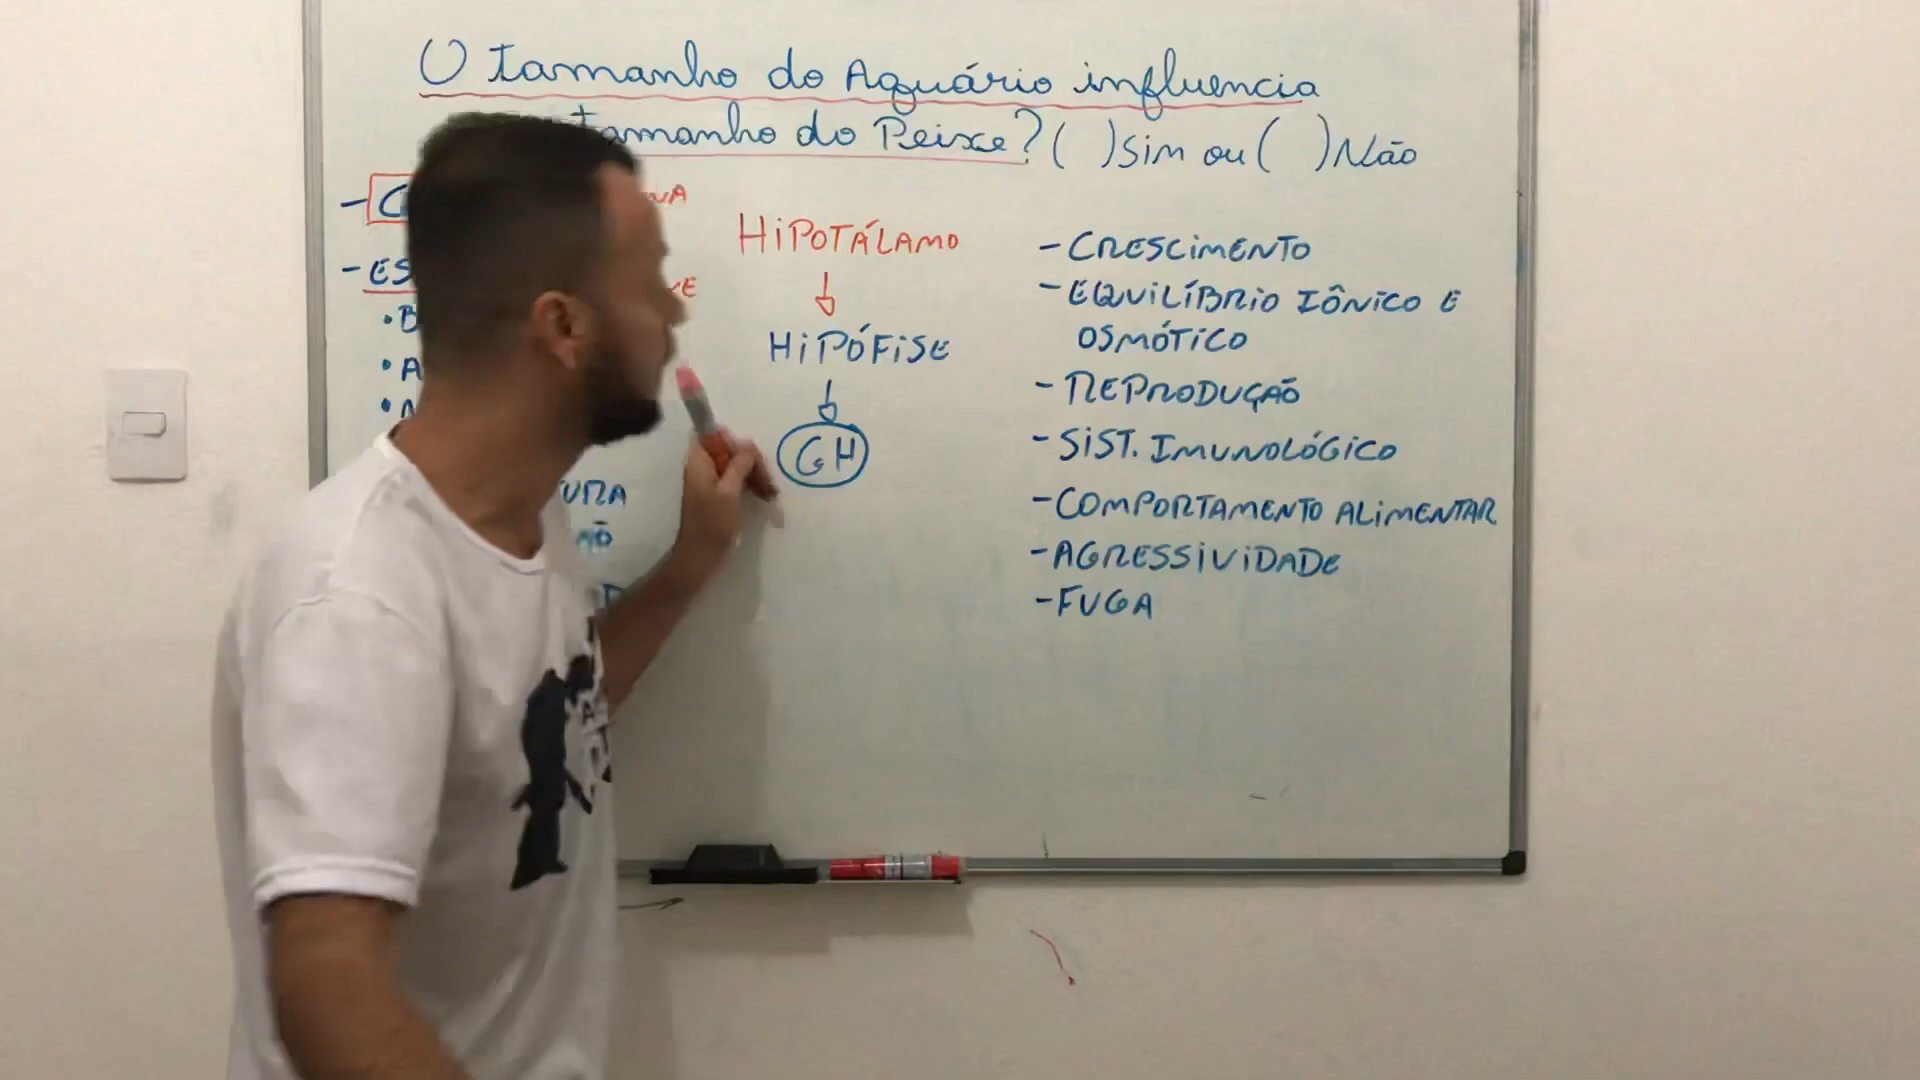 O Tamanho do Aquário influencia
tamanho do Peixe? ( ) Sim ou ( ) Não
HIPOTÁLAMO
↓
HIPÓFISE
↓
GH
- CRESCIMENTO
- EQUILÍBRIO IÔNICO E
OSMÓTICO
- REPRODUÇÃO
- SIST. IMUNOLÓGICO
- COMPORTAMENTO ALIMENTAR
- AGRESSIVIDADE
- FUGA